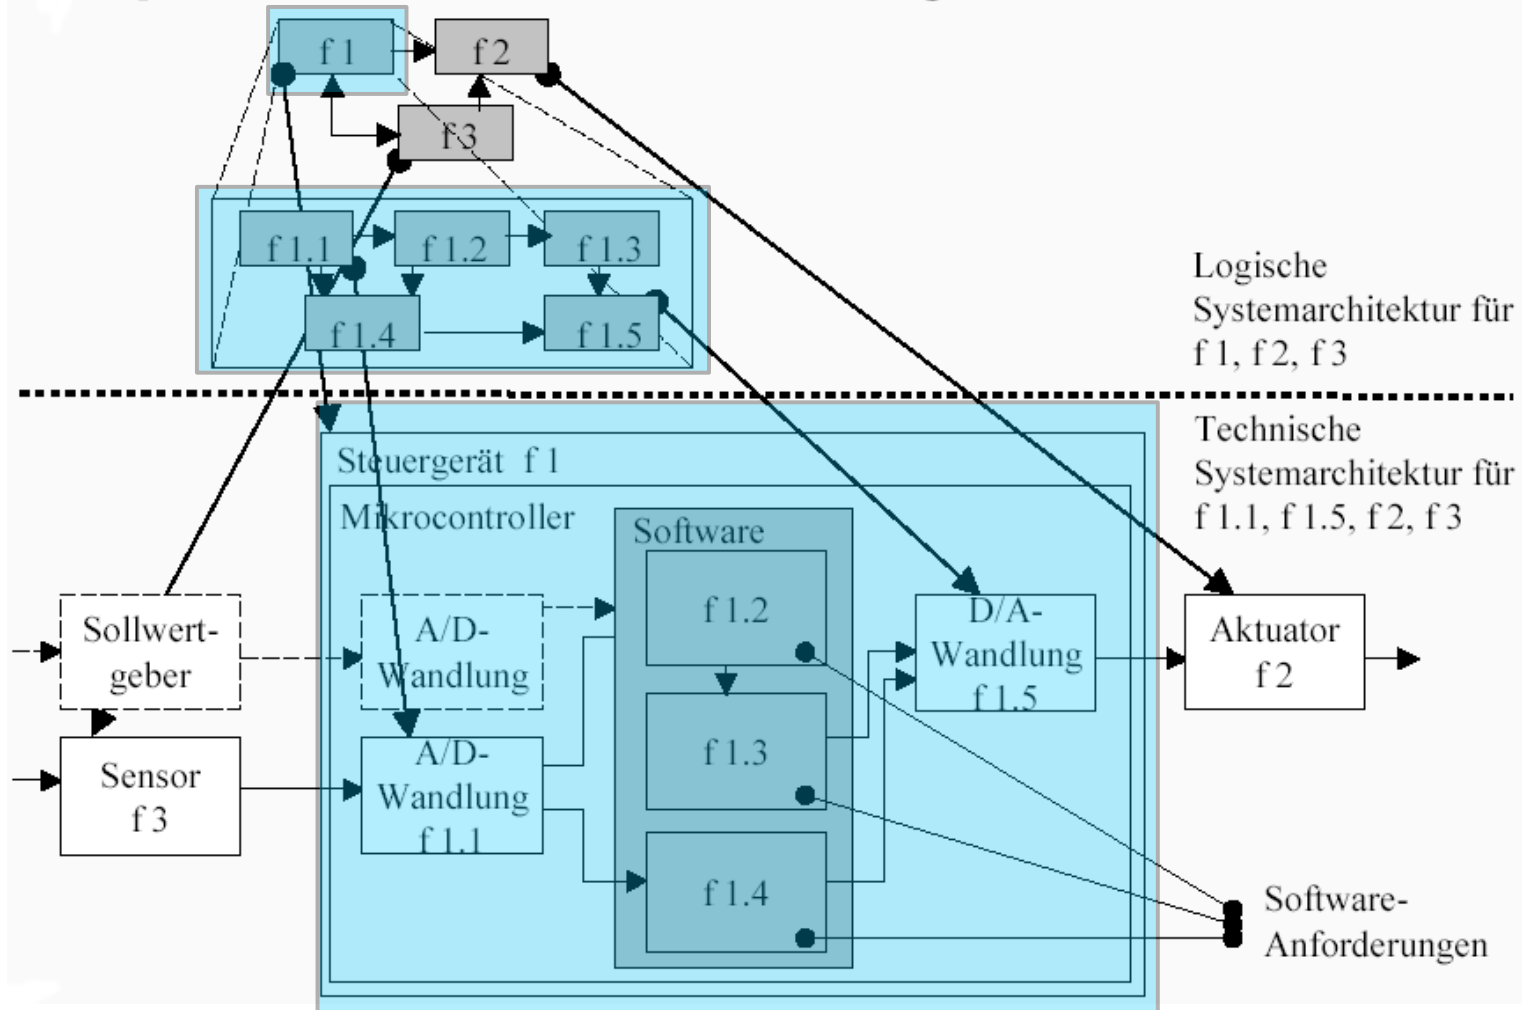 f 1
f 2
f 3
f 1.1
f 1.2
f 1.3
f 1.4
f 1.5
Logische
Systemarchitektur für
f 1, f 2, f 3
Technische
Systemarchitektur für
f 1.1, f 1.5, f 2, f 3
Steuergerät f 1
Mikrocontroller
Software
Sollwert-
geber
A/D-
Wandlung
f 1.2
D/A-
Wandlung
f 1.5
Aktuator
f 2
Sensor
f 3
A/D-
Wandlung
f 1.1
f 1.3
f 1.4
Software-
Anforderungen